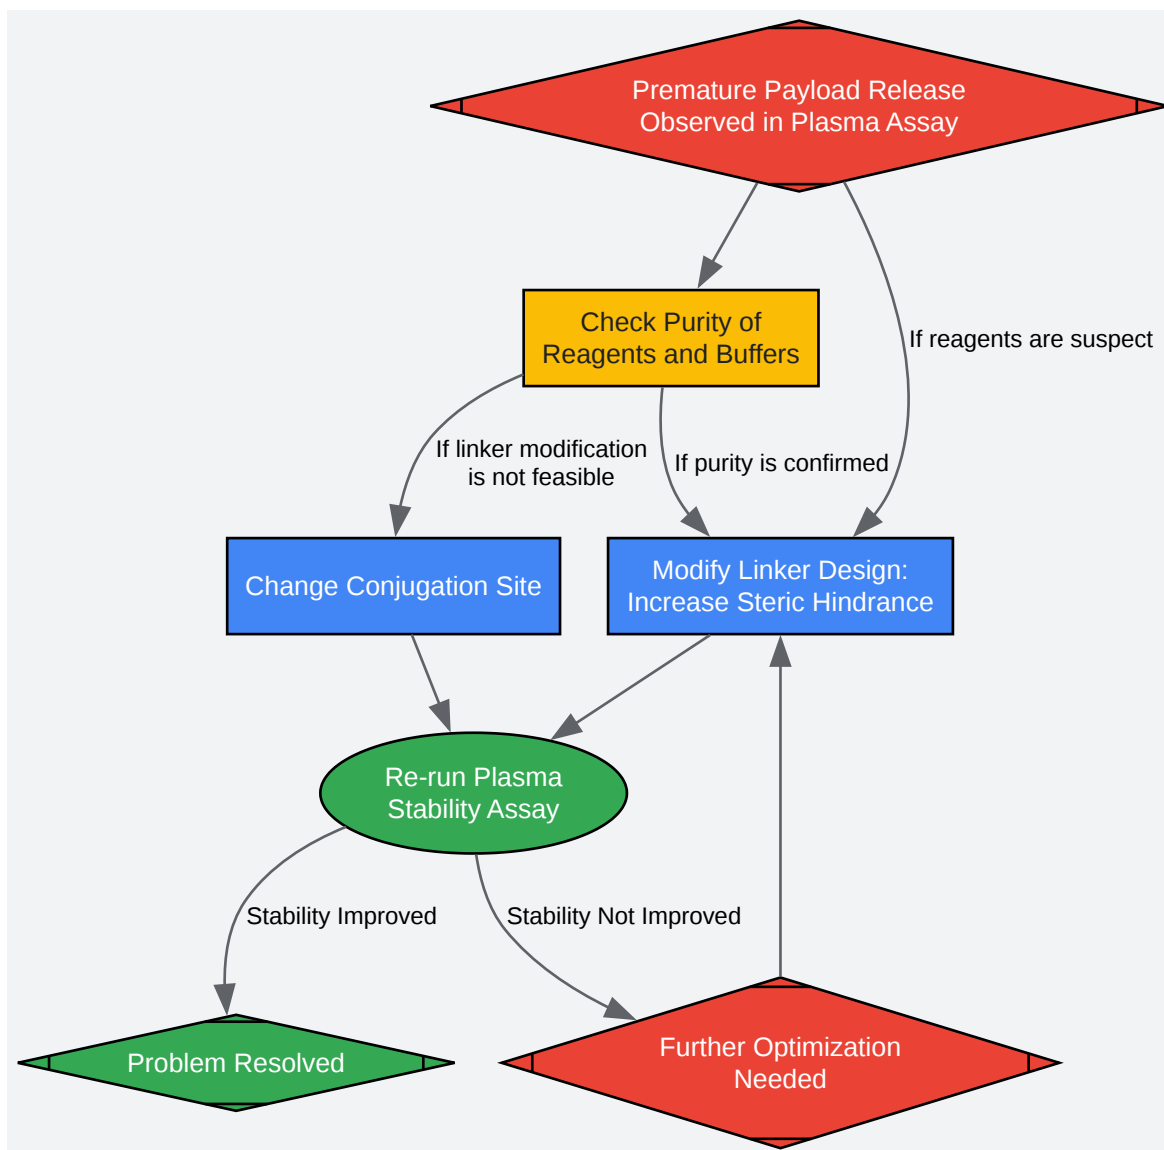 Premature Payload Release
Observed in Plasma Assay
Check Purity of
Reagents and Buffers
If reagents are suspect
If linker modification
is not feasible
If purity is confirmed
Change Conjugation Site
Modify Linker Design:
Increase Steric Hindrance
Re-run Plasma
Stability Assay
Stability Improved
Stability Not Improved
Problem Resolved
Further Optimization
Needed